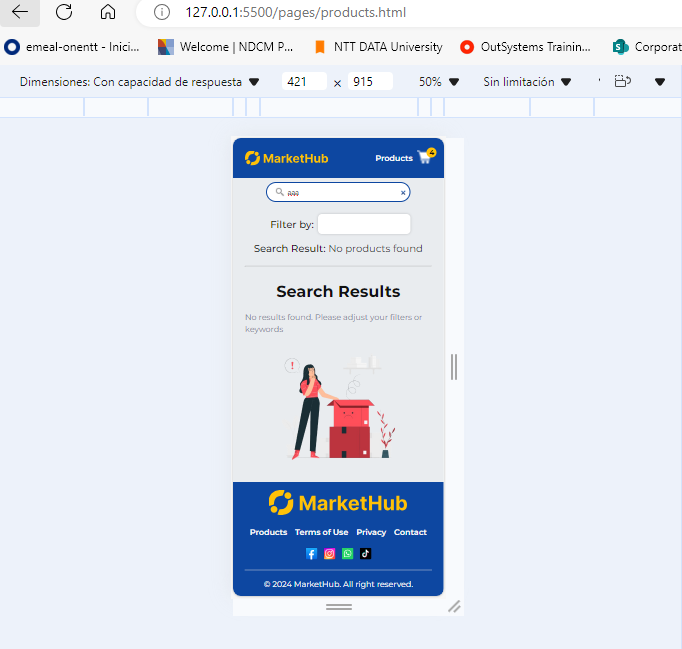 127.0.0.1:5500/pages/products.html
emeal-onentt - Inici...
Welcome | NDCM P...
NTT DATA University
OutSystems Trainin...
Corporat
Dimensiones: Con capacidad de respuesta
421 x 915
50%
Sin limitación
MarketHub
Products
Filter by:
Search Result: No products found
Search Results
No results found. Please adjust your filters or
keywords
MarketHub
Products Terms of Use Privacy Contact
© 2024 MarketHub. All right reserved.